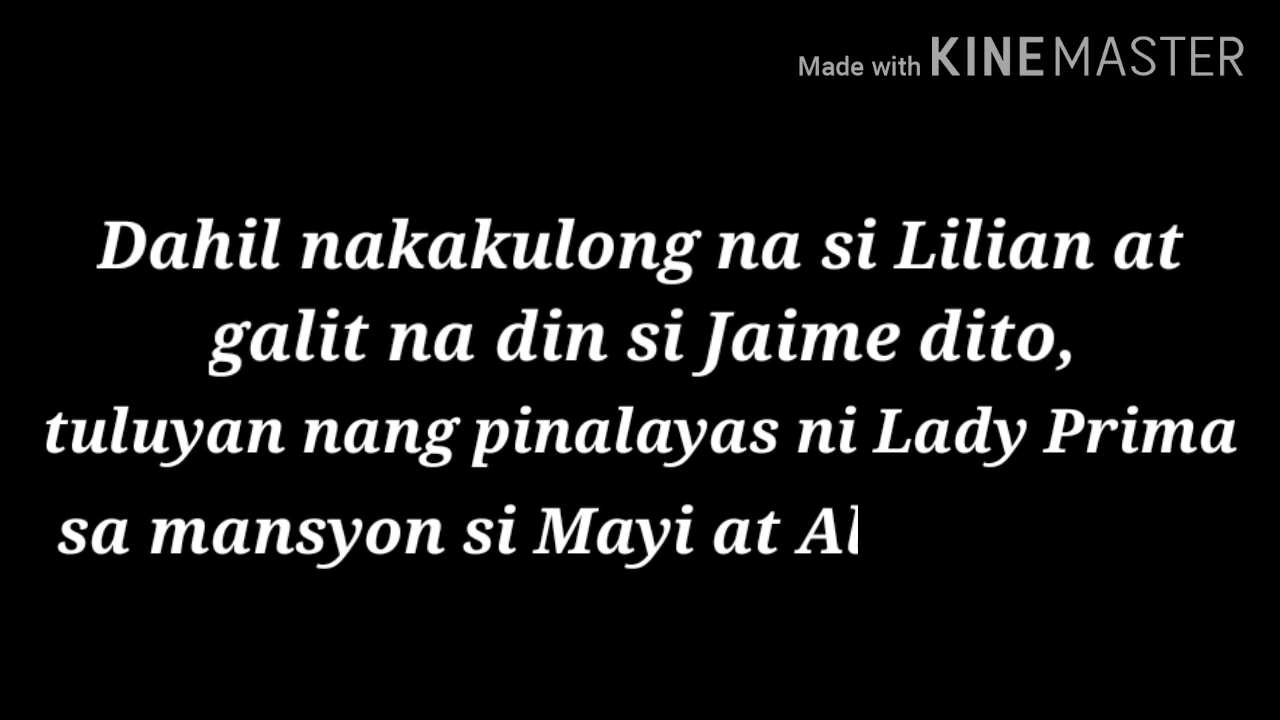 Made with KINEMASTER
Dahil nakakulong na si Lilian at
galit na din si Jaime dito,
tuluyan nang pinalayas ni Lady Prima
sa mansyon si Mayi at